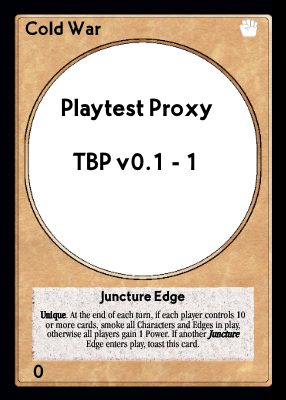 Cold War
Playtest Proxy
TBP v0.1 - 1
Juncture Edge
Unique. At the end of each turn, if each player controls 10
or more cards, smoke all Characters and Edges in play,
otherwise all players gain 1 Power. If another Juncture
Edge enters play, toast this card.
0